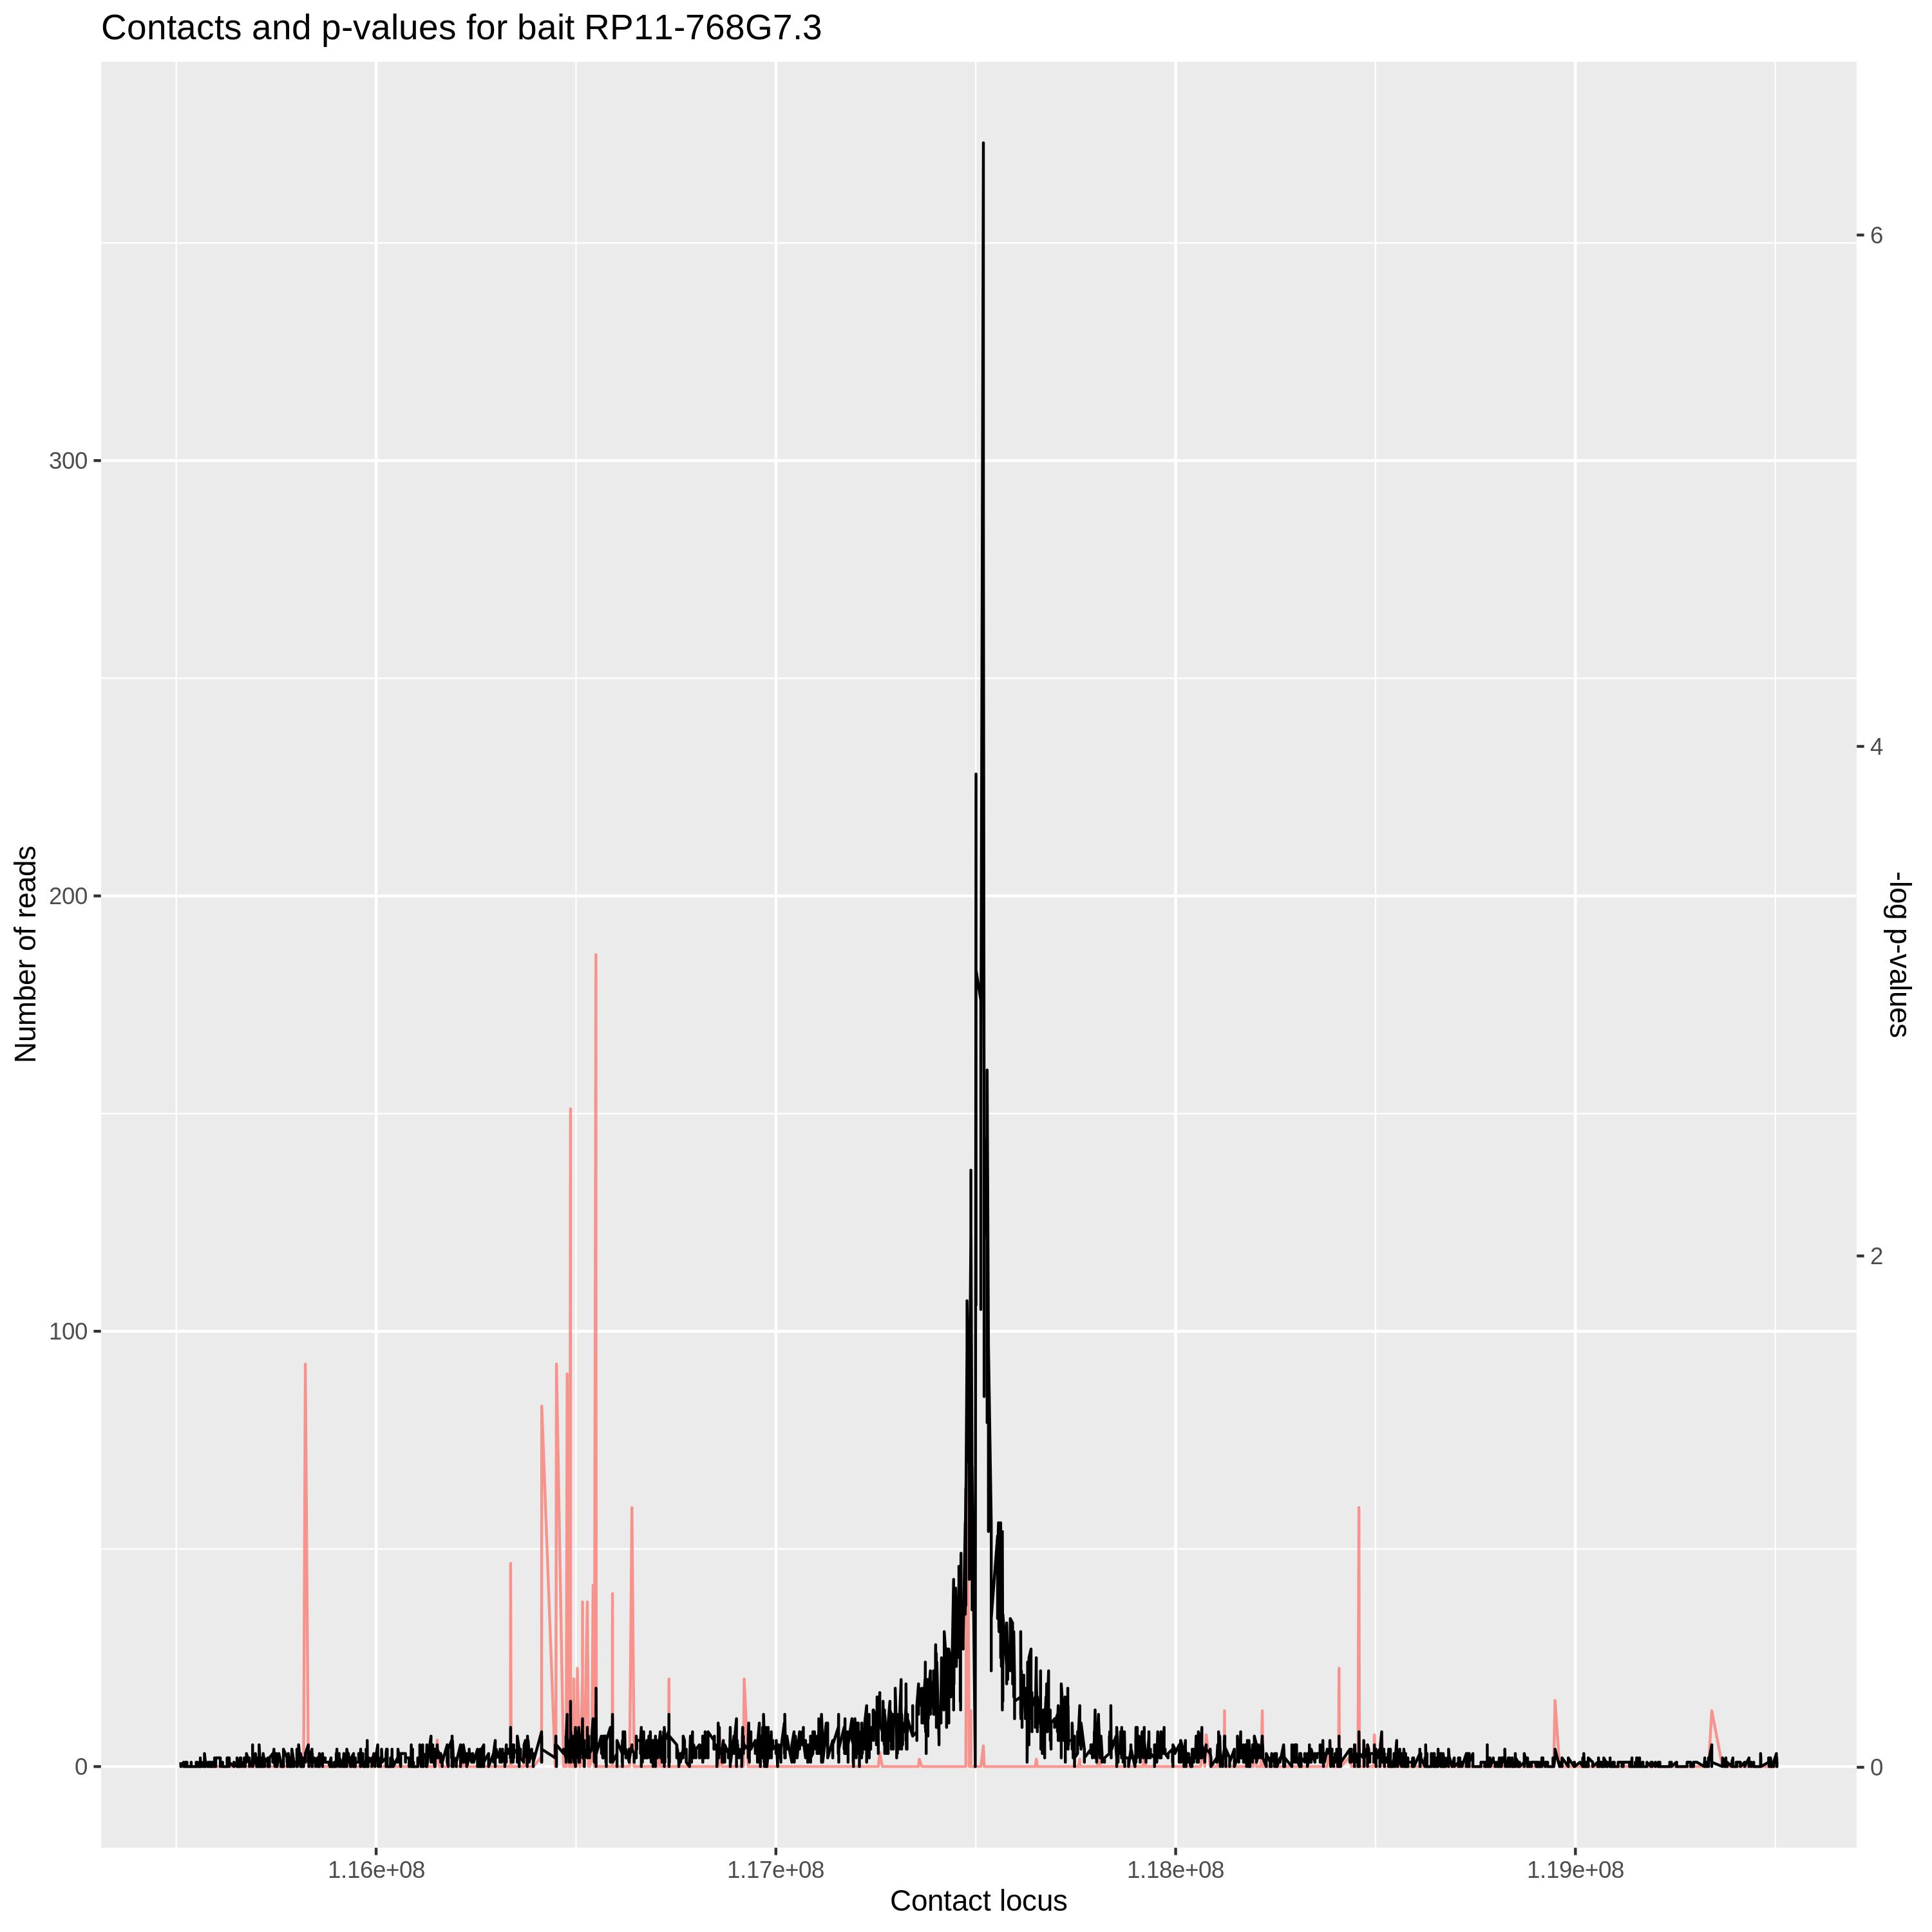 Contacts and p-values for bait RP11-768G7.3
Number of reads
300
200
100
0
6
4
2
0
-log p-values
1.16e+08
1.17e+08
1.18e+08
1.19e+08
Contact locus